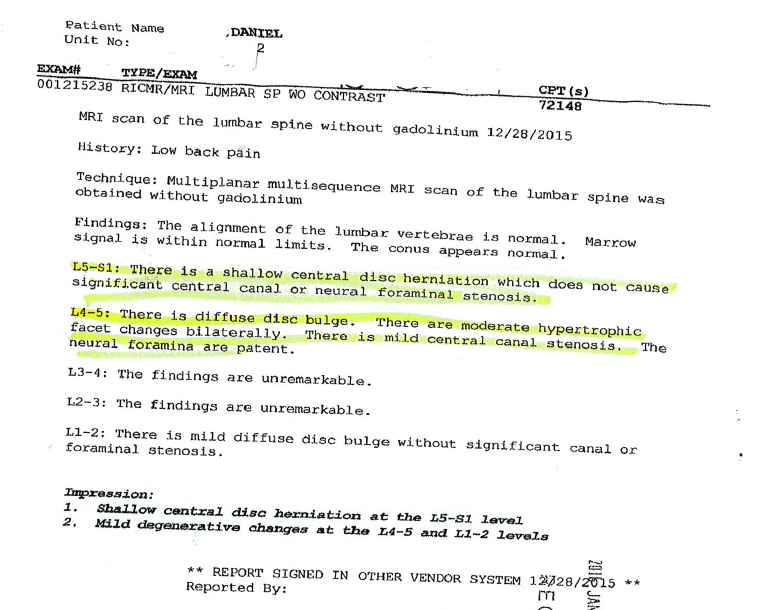 Patient Name ,DANIEL
Unit No: 2
EXAM# TYPE/EXAM CPT(s)
001215238 RICMR/MRI LUMBAR SP WO CONTRAST 72148
MRI scan of the lumbar spine without gadolinium 12/28/2015
History: Low back pain
Technique: Multiplanar multisequence MRI scan of the lumbar spine was
obtained without gadolinium
Findings: The alignment of the lumbar vertebrae is normal. Marrow
signal is within normal limits. The conus appears normal.
L5-S1: There is a shallow central disc herniation which does not cause
significant central canal or neural foraminal stenosis.
L4-5: There is diffuse disc bulge. There are moderate hypertrophic
facet changes bilaterally. There is mild central canal stenosis. The
neural foramina are patent.
L3-4: The findings are unremarkable.
L2-3: The findings are unremarkable.
L1-2: There is mild diffuse disc bulge without significant canal or
foraminal stenosis.
Impression:
1. Shallow central disc herniation at the L5-S1 level
2. Mild degenerative changes at the L4-5 and L1-2 levels
** REPORT SIGNED IN OTHER VENDOR SYSTEM 12/28/2015 **
Reported By: